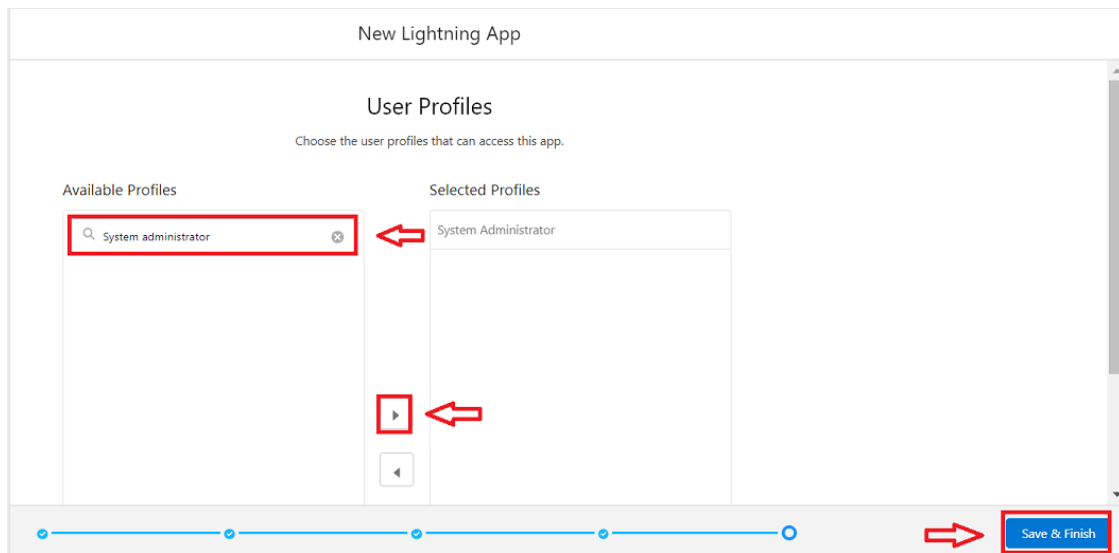 New Lightning App
User Profiles
Choose the user profiles that can access this app.
Available Profiles
Selected Profiles
System administrator
System Administrator
Save & Finish